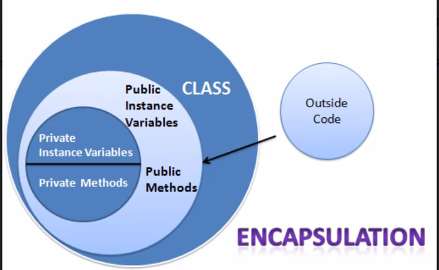 Public
Instance
Variables
CLASS
Outside
Code
Private
Instance Variables
Private Methods
Public
Methods
ENCAPSULATION